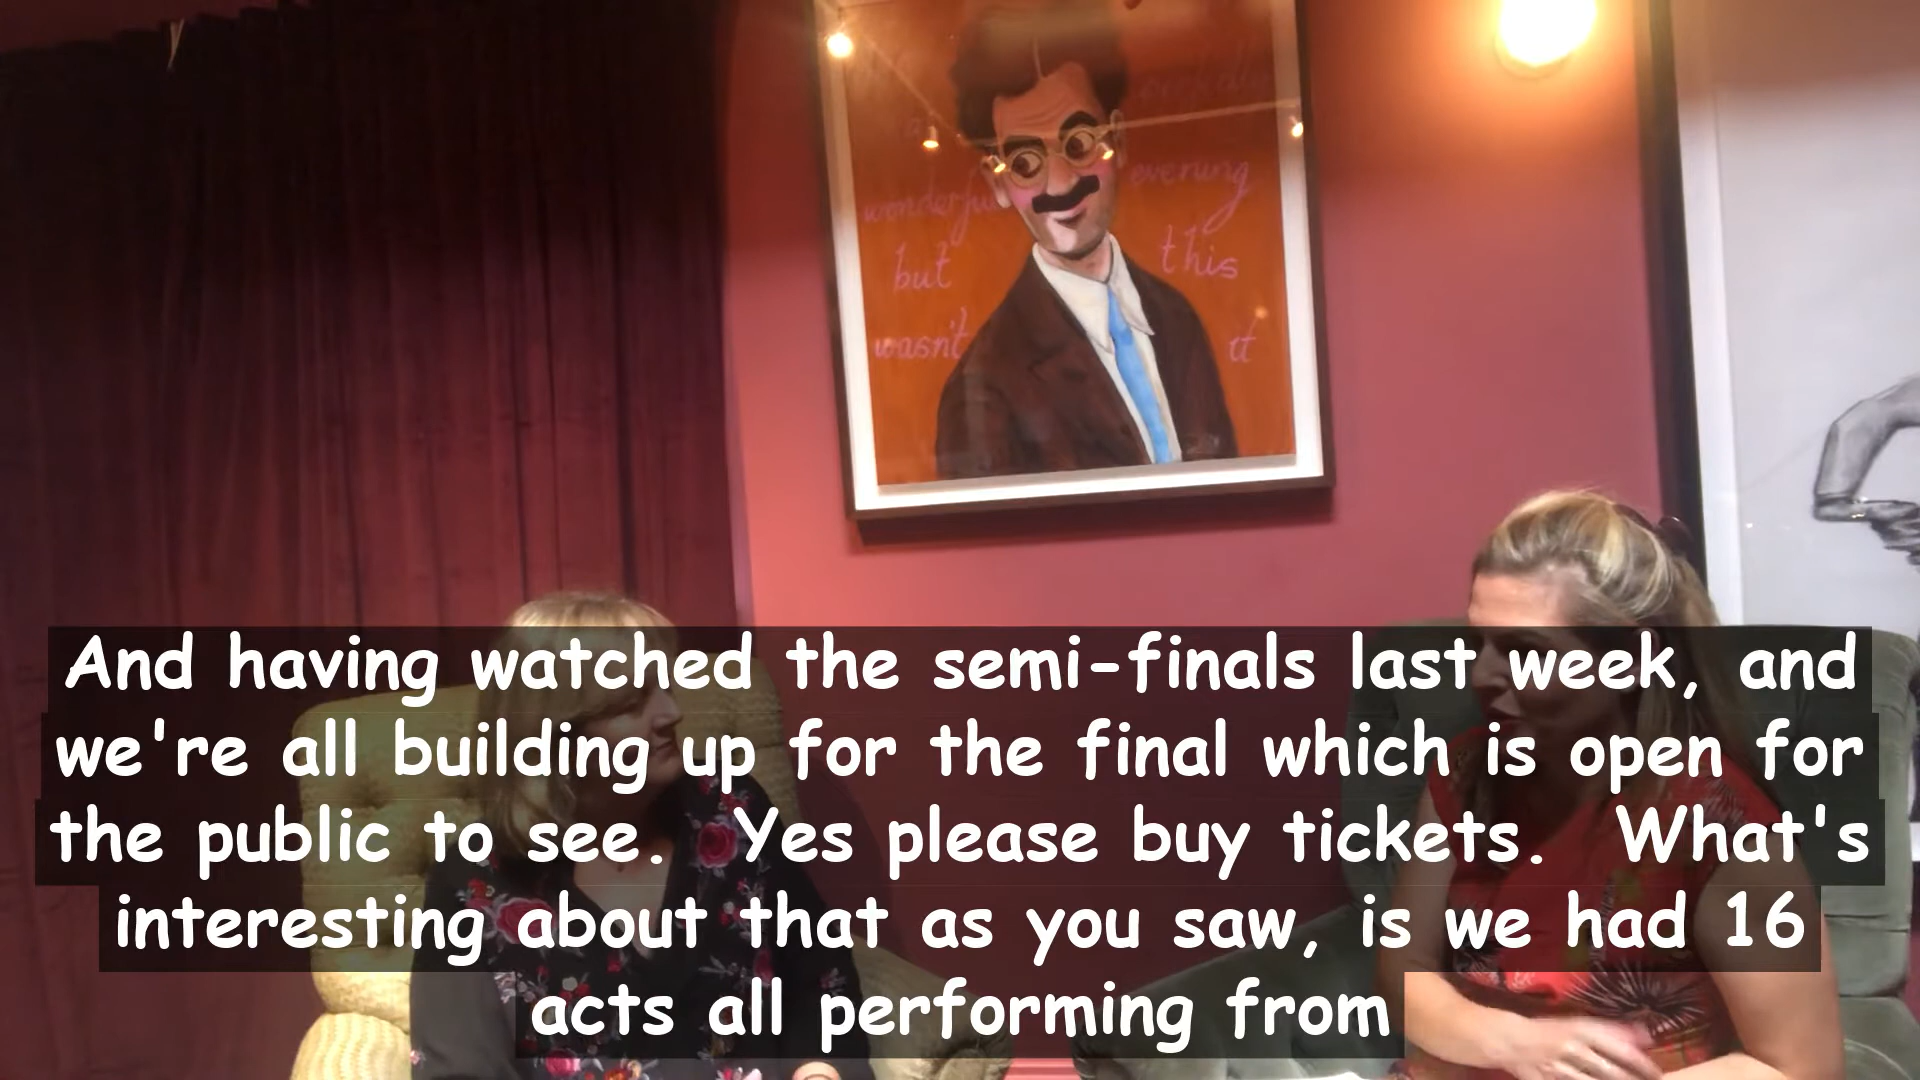 wonderful evening
but this
wasn't it
And having watched the semi-finals last week, and
we're all building up for the final which is open for
the public to see.  Yes please buy tickets.  What's
interesting about that as you saw, is we had 16
acts all performing from